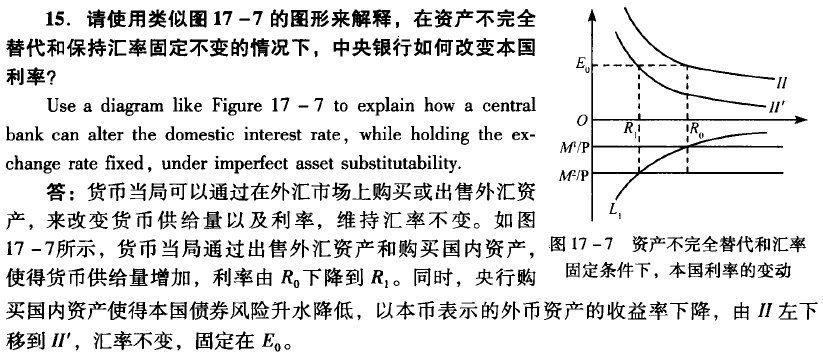 15．请使用类似图 17－7 的图形来解释，在资产不完全
替代和保持汇率固定不变的情况下，中央银行如何改变本国
利率？
Use a diagram like Figure 17－7 to explain how a central
bank can alter the domestic interest rate, while holding the ex-
change rate fixed, under imperfect asset substitutability.
答：货币当局可以通过在外汇市场上购买或出售外汇资
产，来改变货币供给量以及利率，维持汇率不变。如图
17－7所示，货币当局通过出售外汇资产和购买国内资产，
使得货币供给量增加，利率由 R₀下降到 R₁。同时，央行购
买国内资产使得本国债券风险升水降低，以本币表示的外币资产的收益率下降，由 II 左下
移到 II′，汇率不变，固定在 E₀。
E₀
II
II′
O
R₁
R₀
M¹/P
M²/P
L₁
图 17－7 资产不完全替代和汇率
固定条件下，本国利率的变动